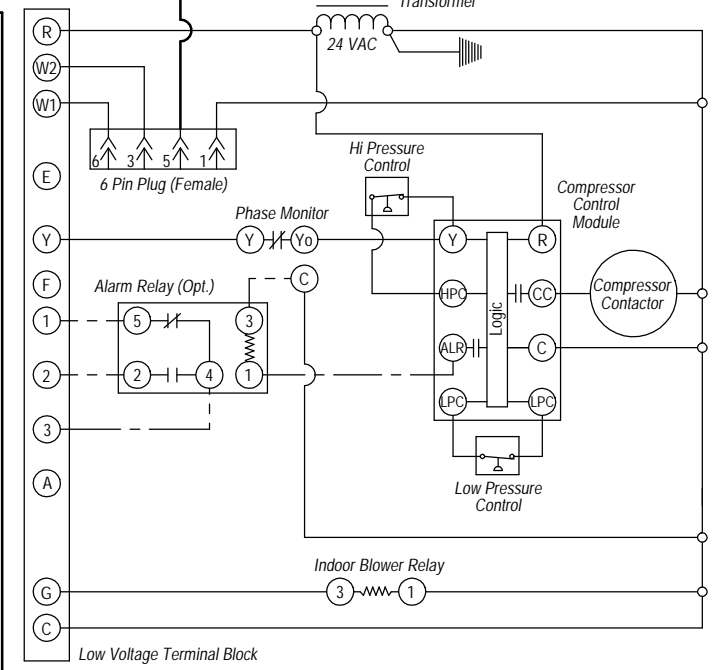 Transformer
R
24 VAC
W2
W1
6 3 5 1
6 Pin Plug (Female)
Hi Pressure
Control
E
Compressor
Control
Module
Phase Monitor
Y
Y Yo
Y R
F
Alarm Relay (Opt.)
C
HPC
CC
Compressor
Contactor
Logic
1
5 3
ALR C
2
2 4 1
LPC LPC
3
Low Pressure
Control
A
Indoor Blower Relay
G
3 1
C
Low Voltage Terminal Block